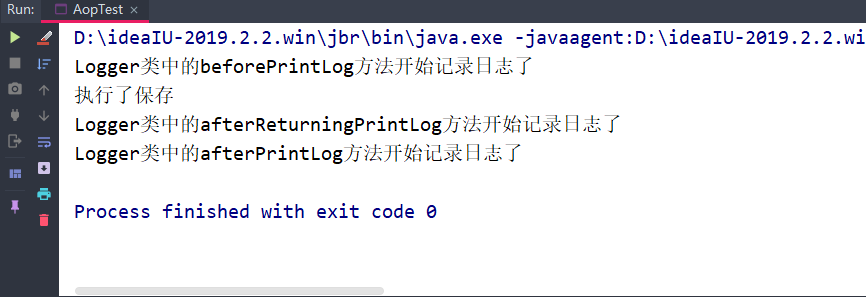 Run:
AopTest
D:\ideaIU-2019.2.2.win\jbr\bin\java.exe -javaagent:D:\ideaIU-2019.2.2.wi
Logger类中的beforePrintLog方法开始记录日志了
执行了保存
Logger类中的afterReturningPrintLog方法开始记录日志了
Logger类中的afterPrintLog方法开始记录日志了
Process finished with exit code 0